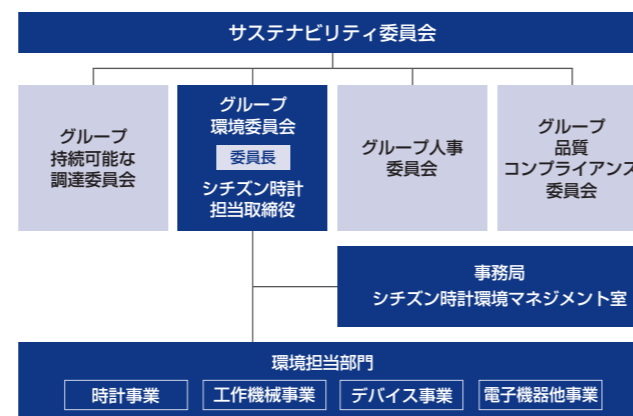 サステナビリティ委員会
グループ
持続可能な
調達委員会
グループ
環境委員会
委員長
シチズン時計
担当取締役
グループ人事
委員会
グループ
品質
コンプライアンス
委員会
事務局
シチズン時計環境マネジメント室
環境担当部門
時計事業
工作機械事業
デバイス事業
電子機器他事業